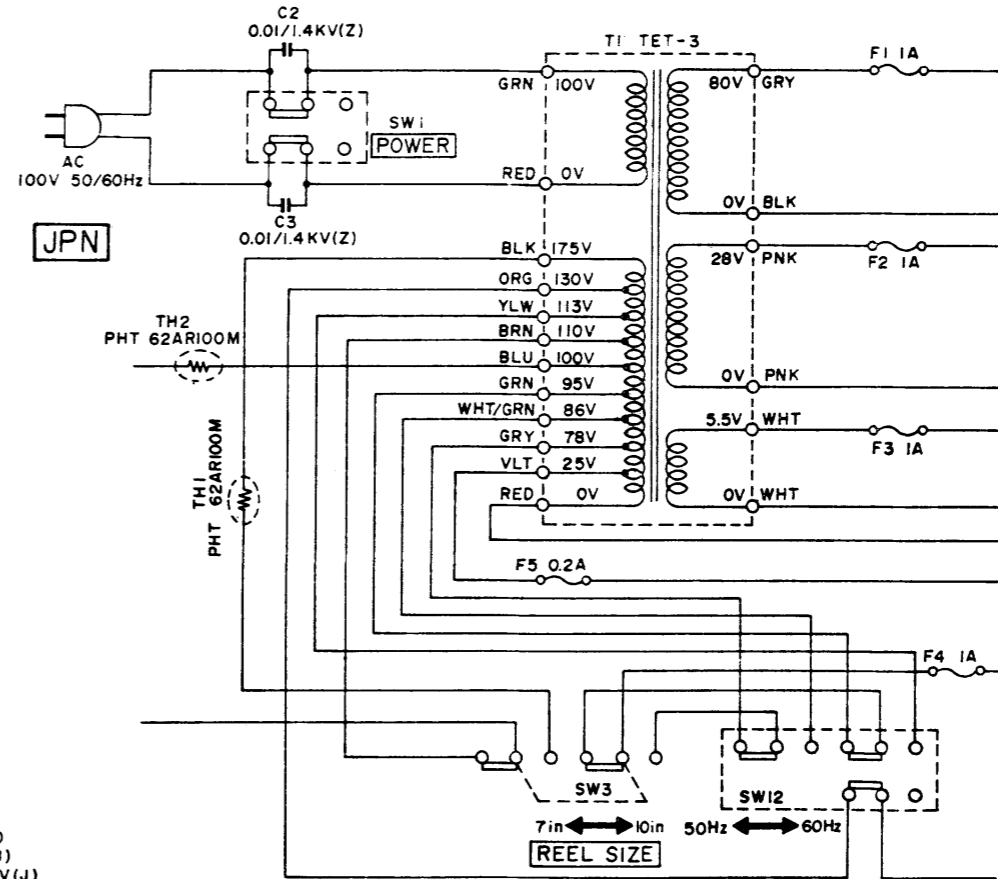 C2
0.01/1.4KV(Z)
T1 TET-3
F1 1A
GRN 100V
80V GRY
SW1
POWER
AC
100V 50/60Hz
RED 0V
0V BLK
C3
0.01/1.4KV(Z)
JPN
BLK 175V
28V PNK
F2 1A
ORG 130V
YLW 113V
TH2
PHT 62AR100M
BRN 110V
BLU 100V
0V PNK
GRN 95V
WHT/GRN 86V
5.5V WHT
GRY 78V
F3 1A
VLT 25V
TH1
PHT 62AR100M
RED 0V
0V WHT
F5 0.2A
F4 1A
SW3
SW12
7in 10in
50Hz 60Hz
REEL SIZE
V(J)